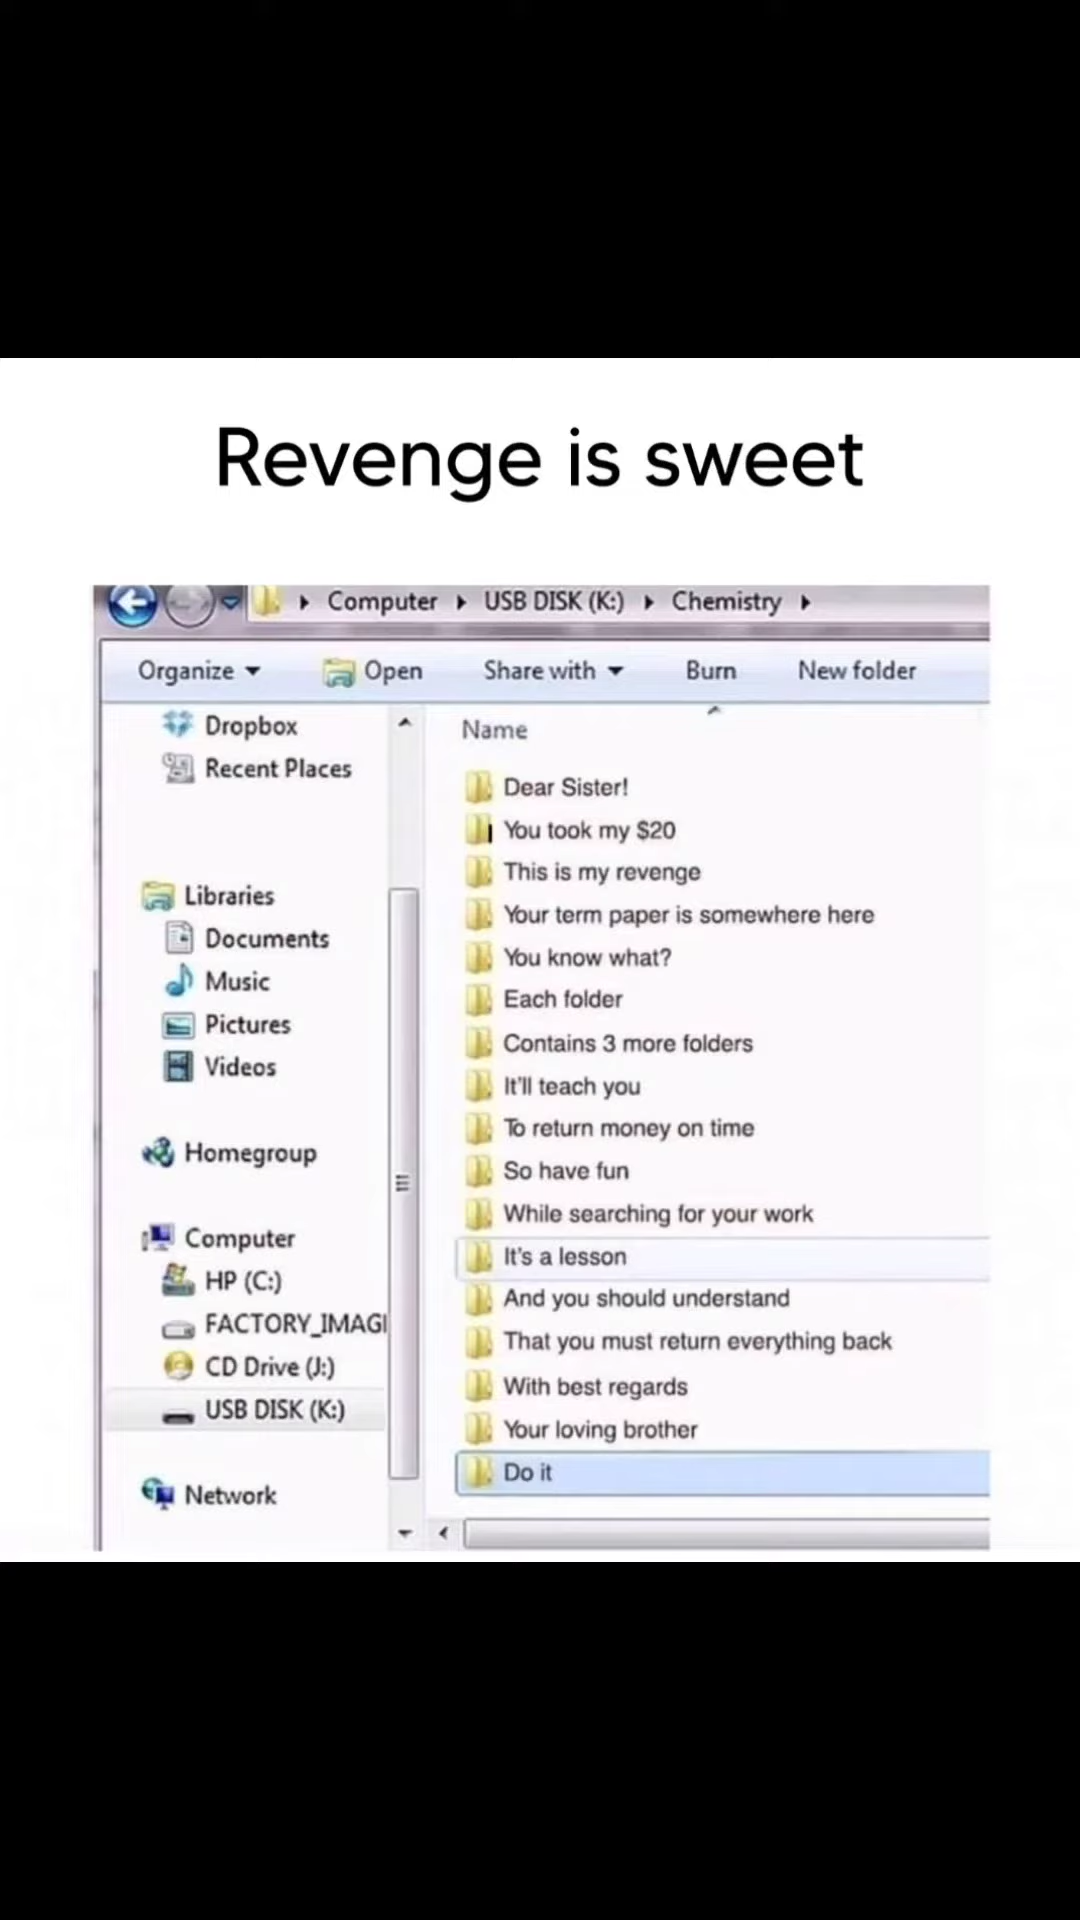 Revenge is sweet
Computer USB DISK (K:) Chemistry
Organize Open Share with Burn New folder
Dropbox
Recent Places
Libraries
Documents
Music
Pictures
Videos
Homegroup
Computer
HP (C:)
FACTORY_IMAGI
CD Drive (J:)
USB DISK (K:)
Network
Name
Dear Sister!
You took my $20
This is my revenge
Your term paper is somewhere here
You know what?
Each folder
Contains 3 more folders
It'll teach you
To return money on time
So have fun
While searching for your work
It's a lesson
And you should understand
That you must return everything back
With best regards
Your loving brother
Do it